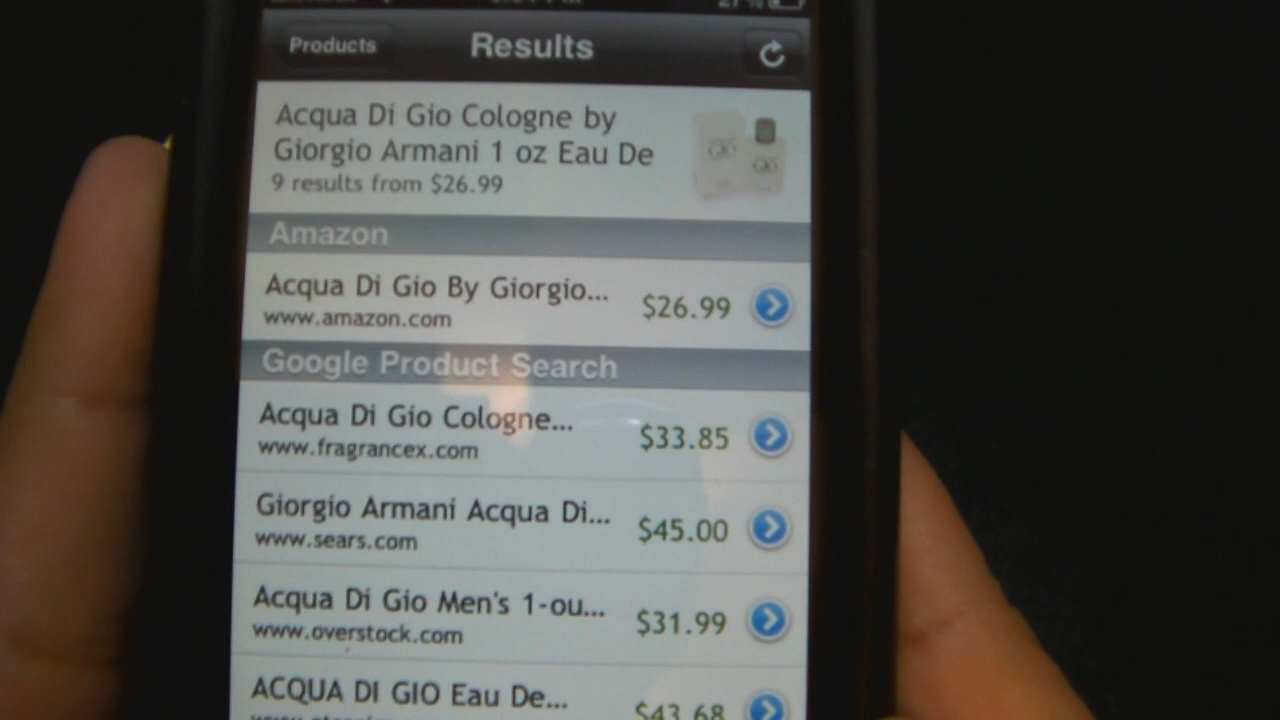 27%
Products
Results
Acqua Di Gio Cologne by
Giorgio Armani 1 oz Eau De
9 results from $26.99
GIO
GIO
Amazon
Acqua Di Gio By Giorgio...
$26.99
www.amazon.com
Google Product Search
Acqua Di Gio Cologne...
$33.85
www.fragrancex.com
Giorgio Armani Acqua Di...
$45.00
www.sears.com
Acqua Di Gio Men's 1-ou...
$31.99
www.overstock.com
ACQUA DI GIO Eau De...
$43.68